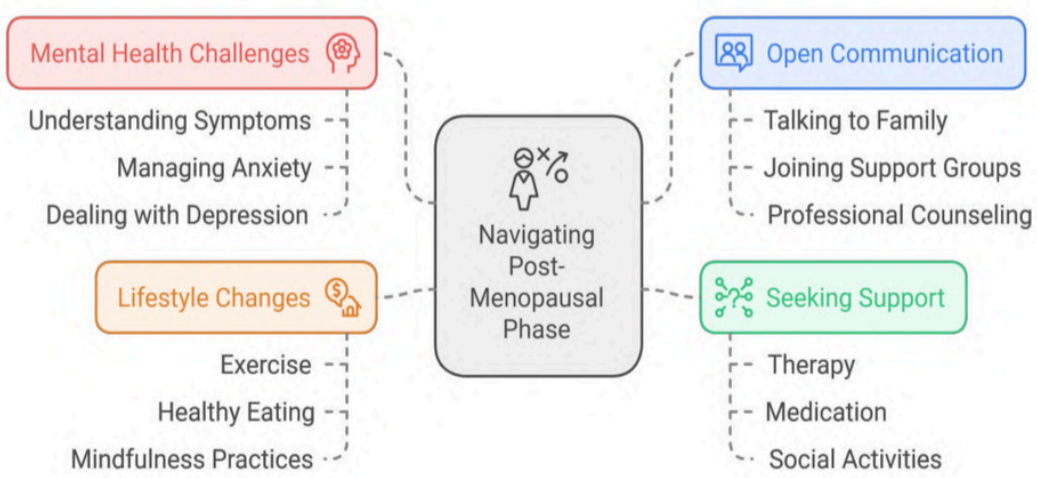 Mental Health Challenges
Understanding Symptoms
Managing Anxiety
Dealing with Depression
Lifestyle Changes
Exercise
Healthy Eating
Mindfulness Practices
Navigating
Post-
Menopausal
Phase
Open Communication
Talking to Family
Joining Support Groups
Professional Counseling
Seeking Support
Therapy
Medication
Social Activities